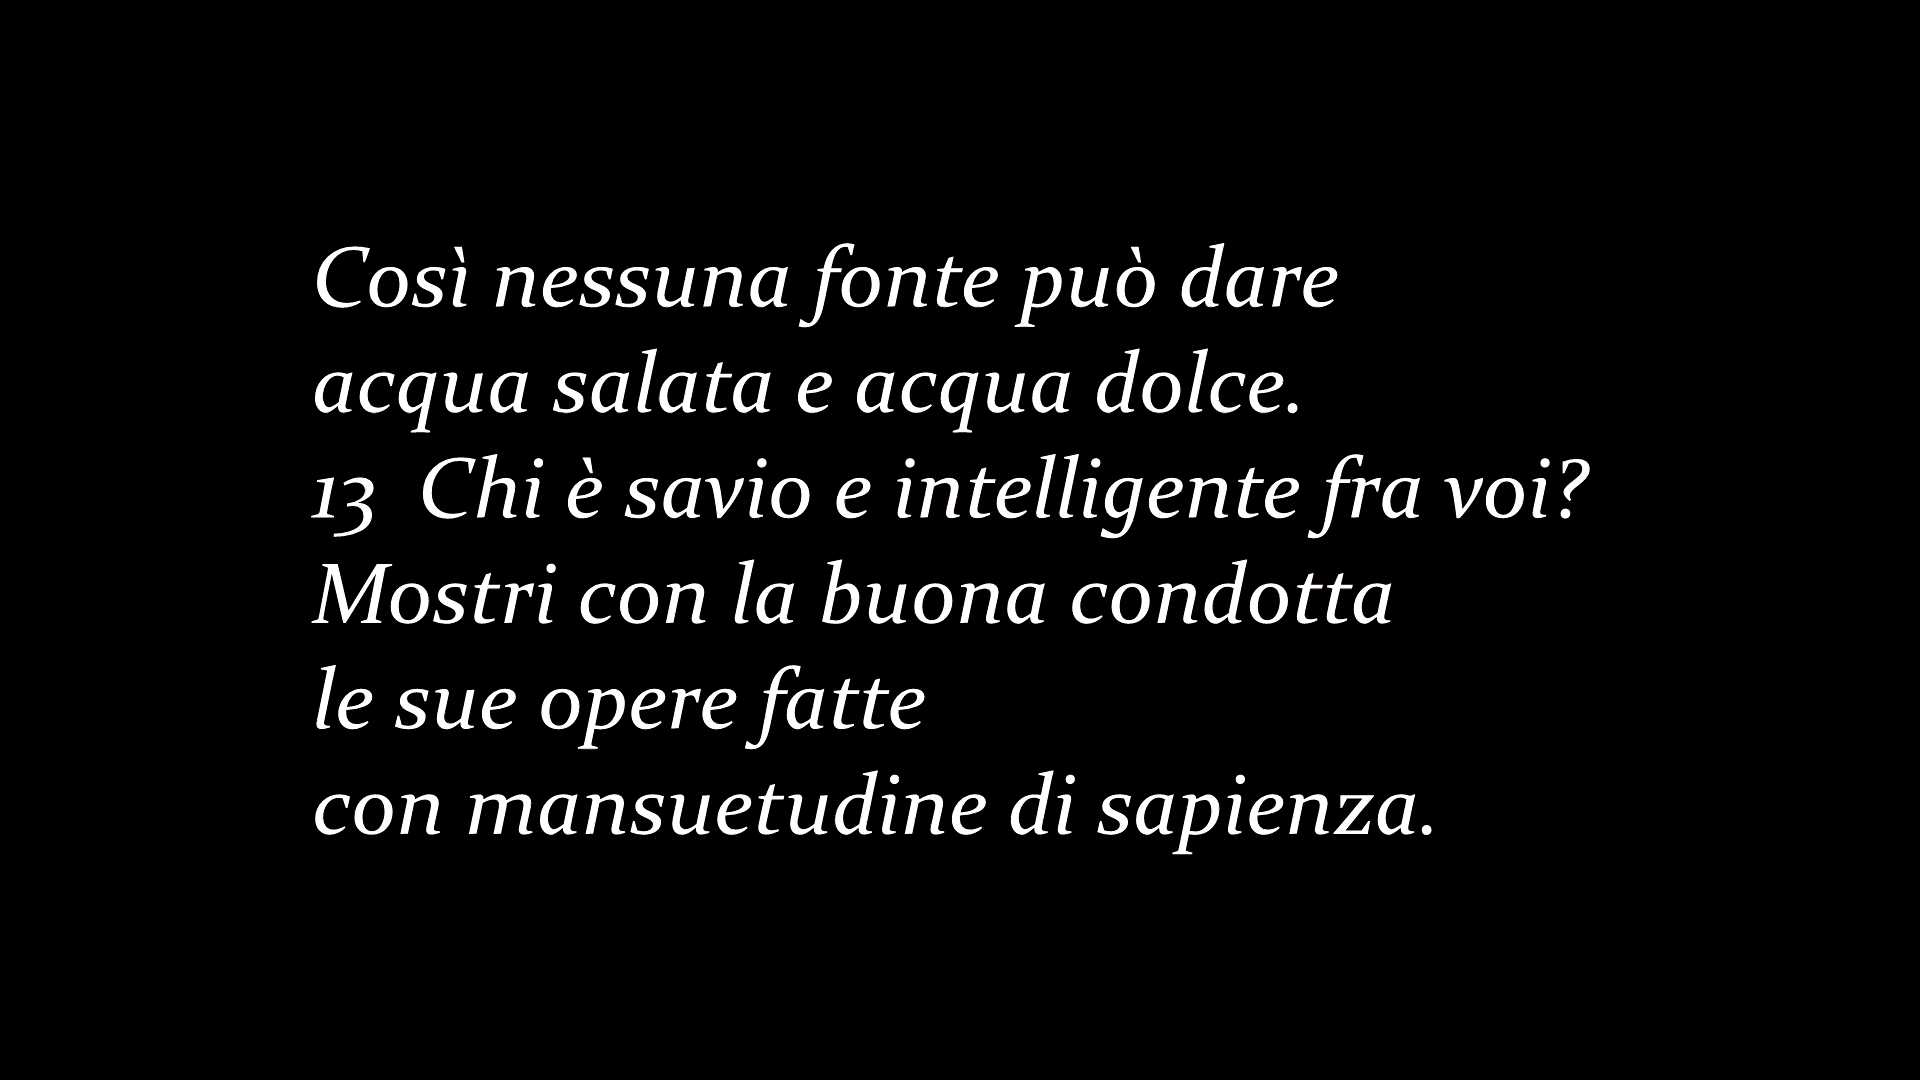 Così nessuna fonte può dare
acqua salata e acqua dolce.
13  Chi è savio e intelligente fra voi?
Mostri con la buona condotta
le sue opere fatte
con mansuetudine di sapienza.